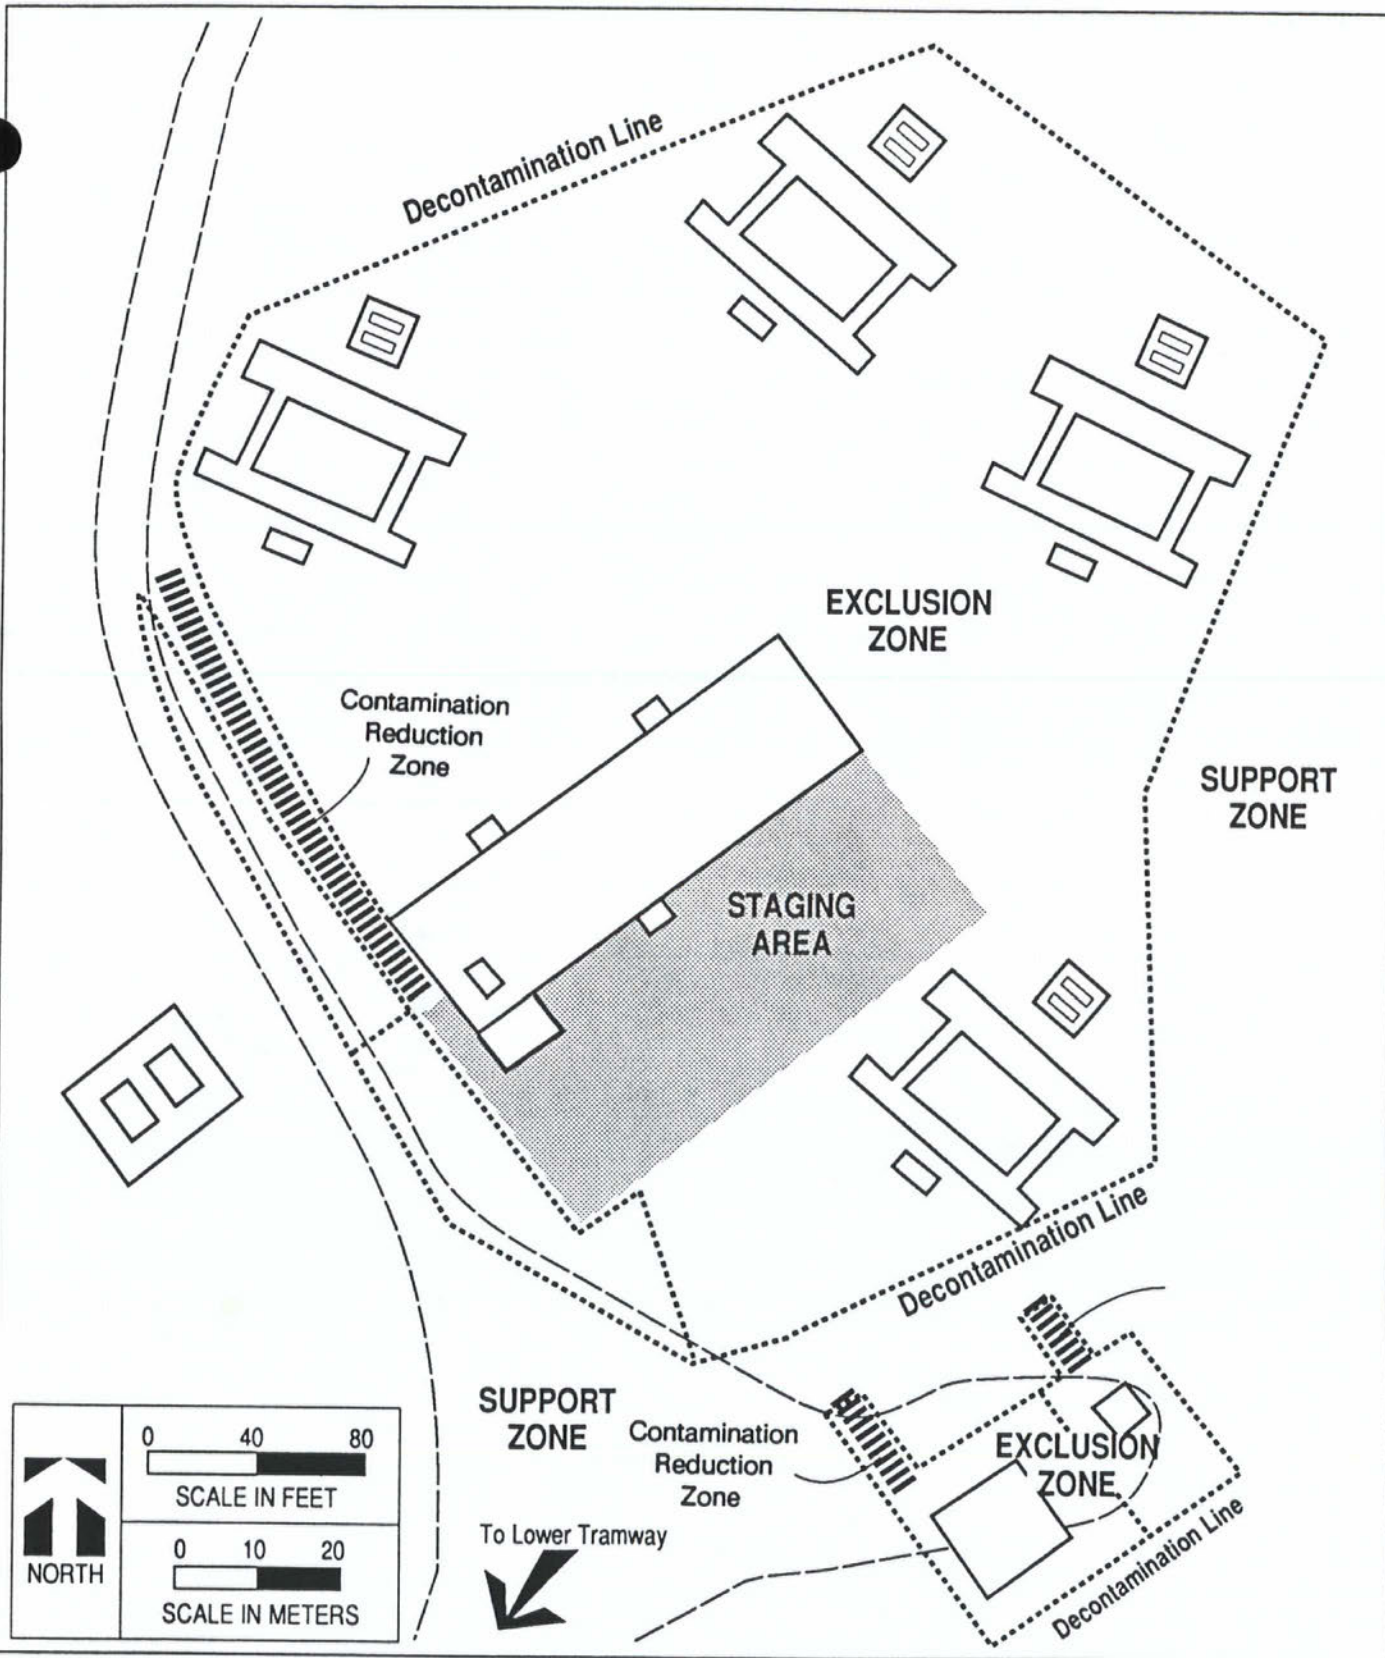 Decontamination Line
EXCLUSION
ZONE
Contamination
Reduction
Zone
SUPPORT
ZONE
STAGING
AREA
Decontamination Line
SUPPORT
ZONE
Contamination
Reduction
Zone
EXCLUSION
ZONE
Decontamination Line
To Lower Tramway
NORTH
0 40 80
SCALE IN FEET
0 10 20
SCALE IN METERS